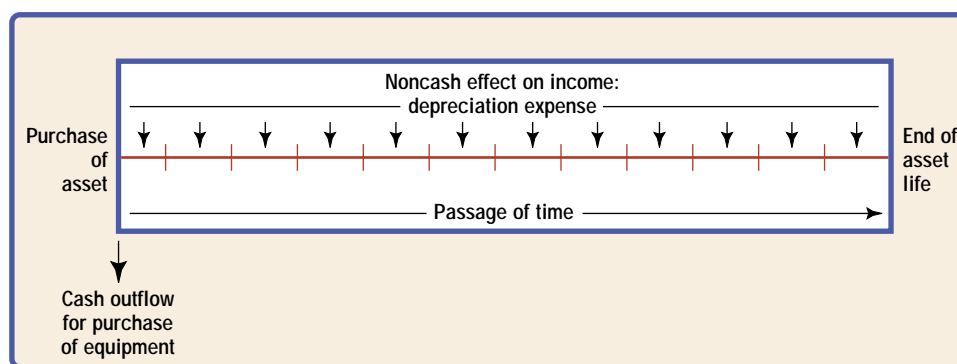 Noncash effect on income:
depreciation expense
Purchase
of
asset
End of
asset
life
Passage of time
Cash outflow
for purchase
of equipment